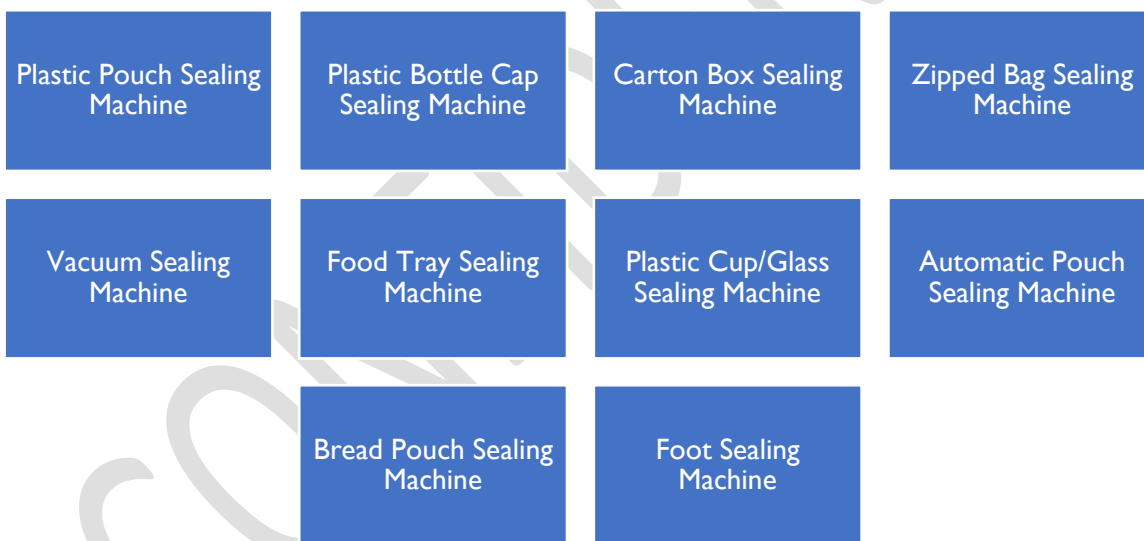 Plastic Pouch Sealing
Machine
Plastic Bottle Cap
Sealing Machine
Carton Box Sealing
Machine
Zipped Bag Sealing
Machine
Vacuum Sealing
Machine
Food Tray Sealing
Machine
Plastic Cup/Glass
Sealing Machine
Automatic Pouch
Sealing Machine
Bread Pouch Sealing
Machine
Foot Sealing
Machine